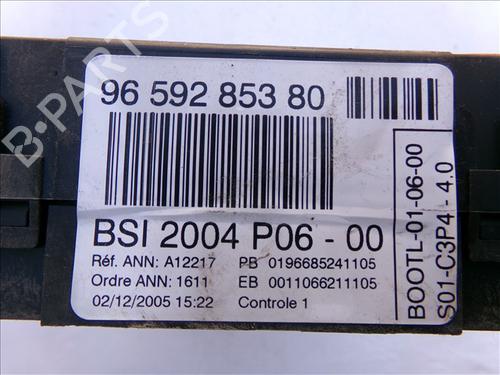 96 592 853 80
BSI 2004 P06 - 00
Réf. ANN: A12217 PB 0196685241105
Ordre ANN: 1611 EB 0011066211105
02/12/2005 15:22 Controle 1
BOOTL-01-06-00
S01-C3P4 - 4.0
B-PARTS